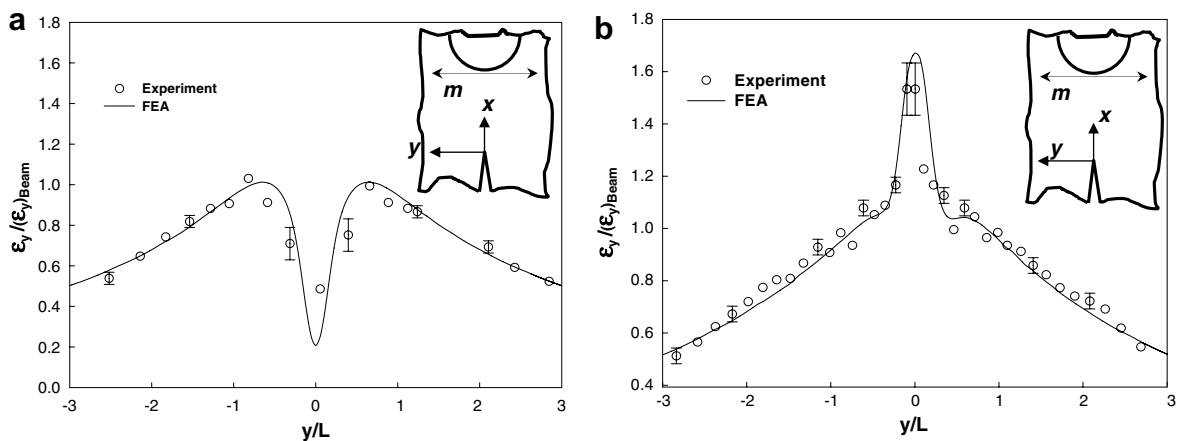 a
1.8
1.6
1.4
1.2
1.0
0.8
0.6
0.4
0.2
0.0
εy /(εy)Beam
Experiment
FEA
m
x
y
-3
-2
-1
0
1
2
3
y/L
b
1.8
1.6
1.4
1.2
1.0
0.8
0.6
0.4
εy /(εy)Beam
Experiment
FEA
m
x
y
-3
-2
-1
0
1
2
3
y/L